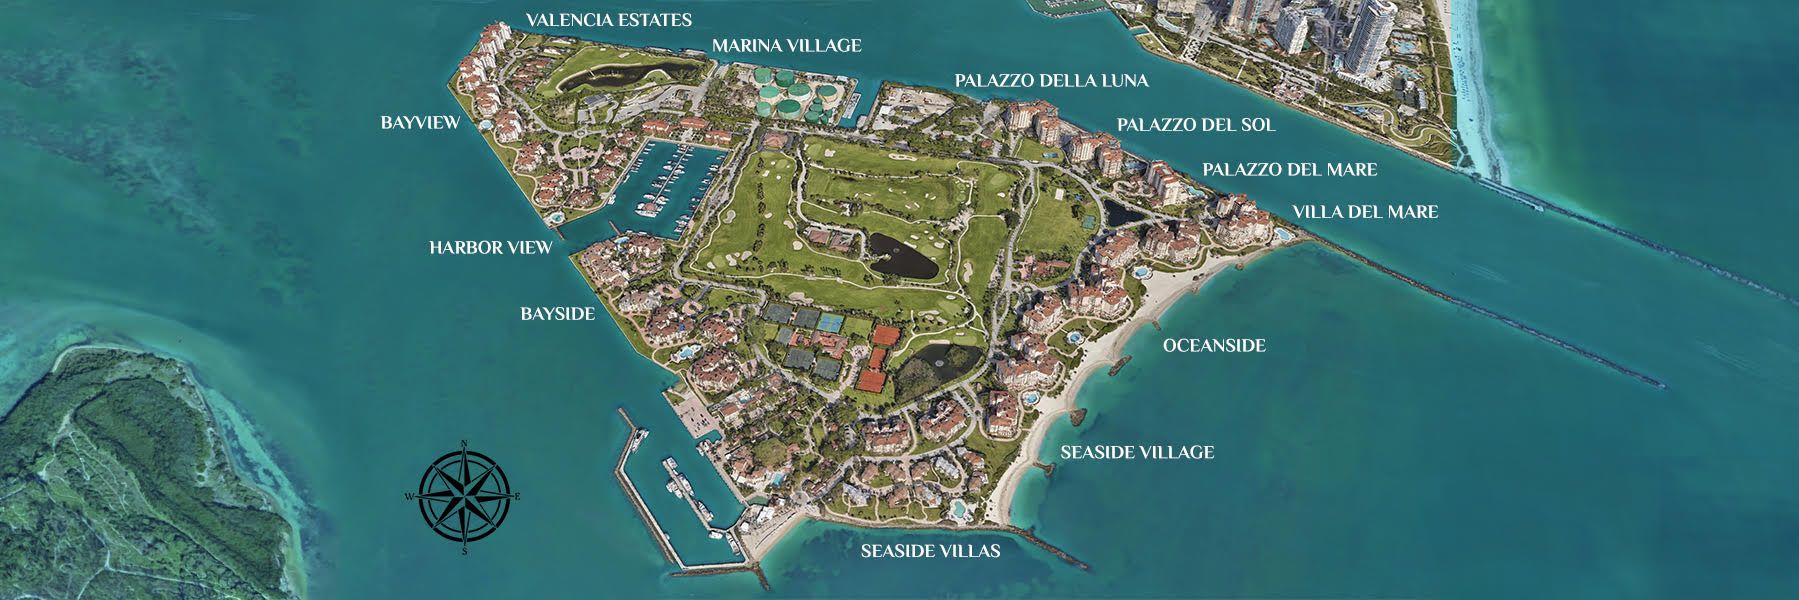 VALENCIA ESTATES
MARINA VILLAGE
PALAZZO DELLA LUNA
BAYVIEW
PALAZZO DEL SOL
PALAZZO DEL MARE
VILLA DEL MARE
HARBOR VIEW
BAYSIDE
OCEANSIDE
SEASIDE VILLAGE
N
W
E
S
SEASIDE VILLAS